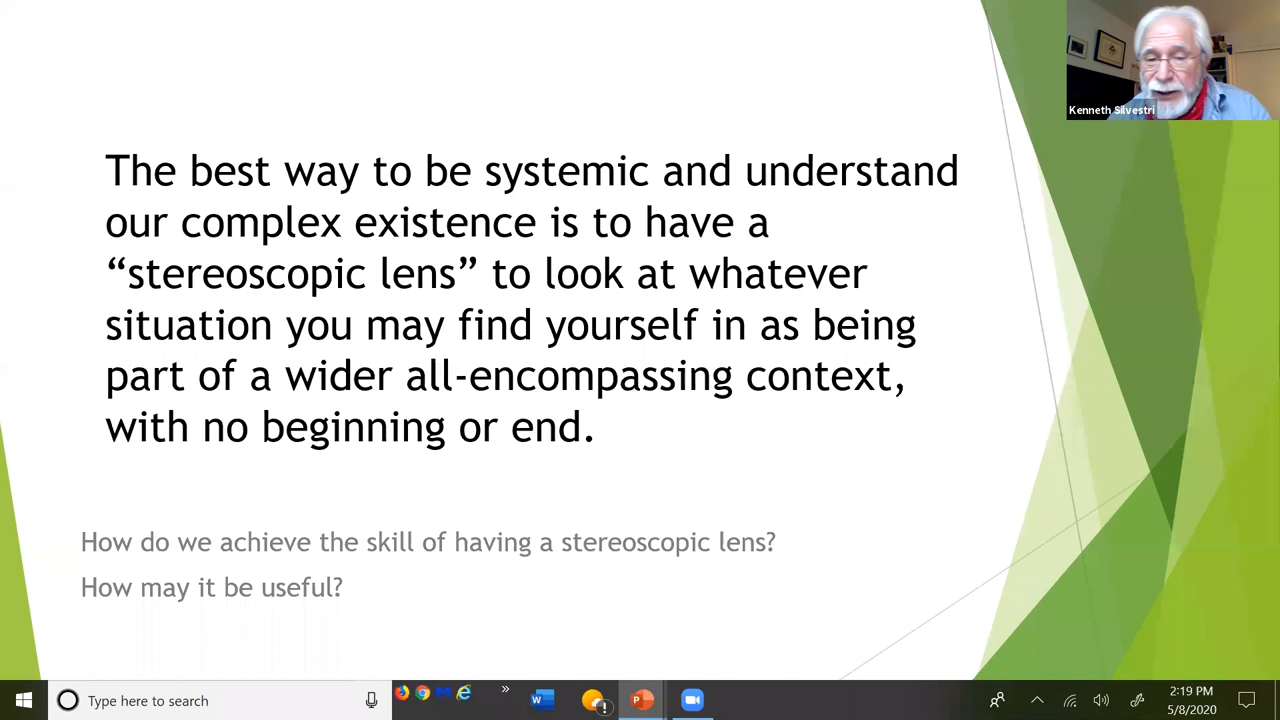 Kenneth Silvestri
The best way to be systemic and understand
our complex existence is to have a
“stereoscopic lens” to look at whatever
situation you may find yourself in as being
part of a wider all-encompassing context,
with no beginning or end.
How do we achieve the skill of having a stereoscopic lens?
How may it be useful?
Type here to search
2:19 PM
5/8/2020